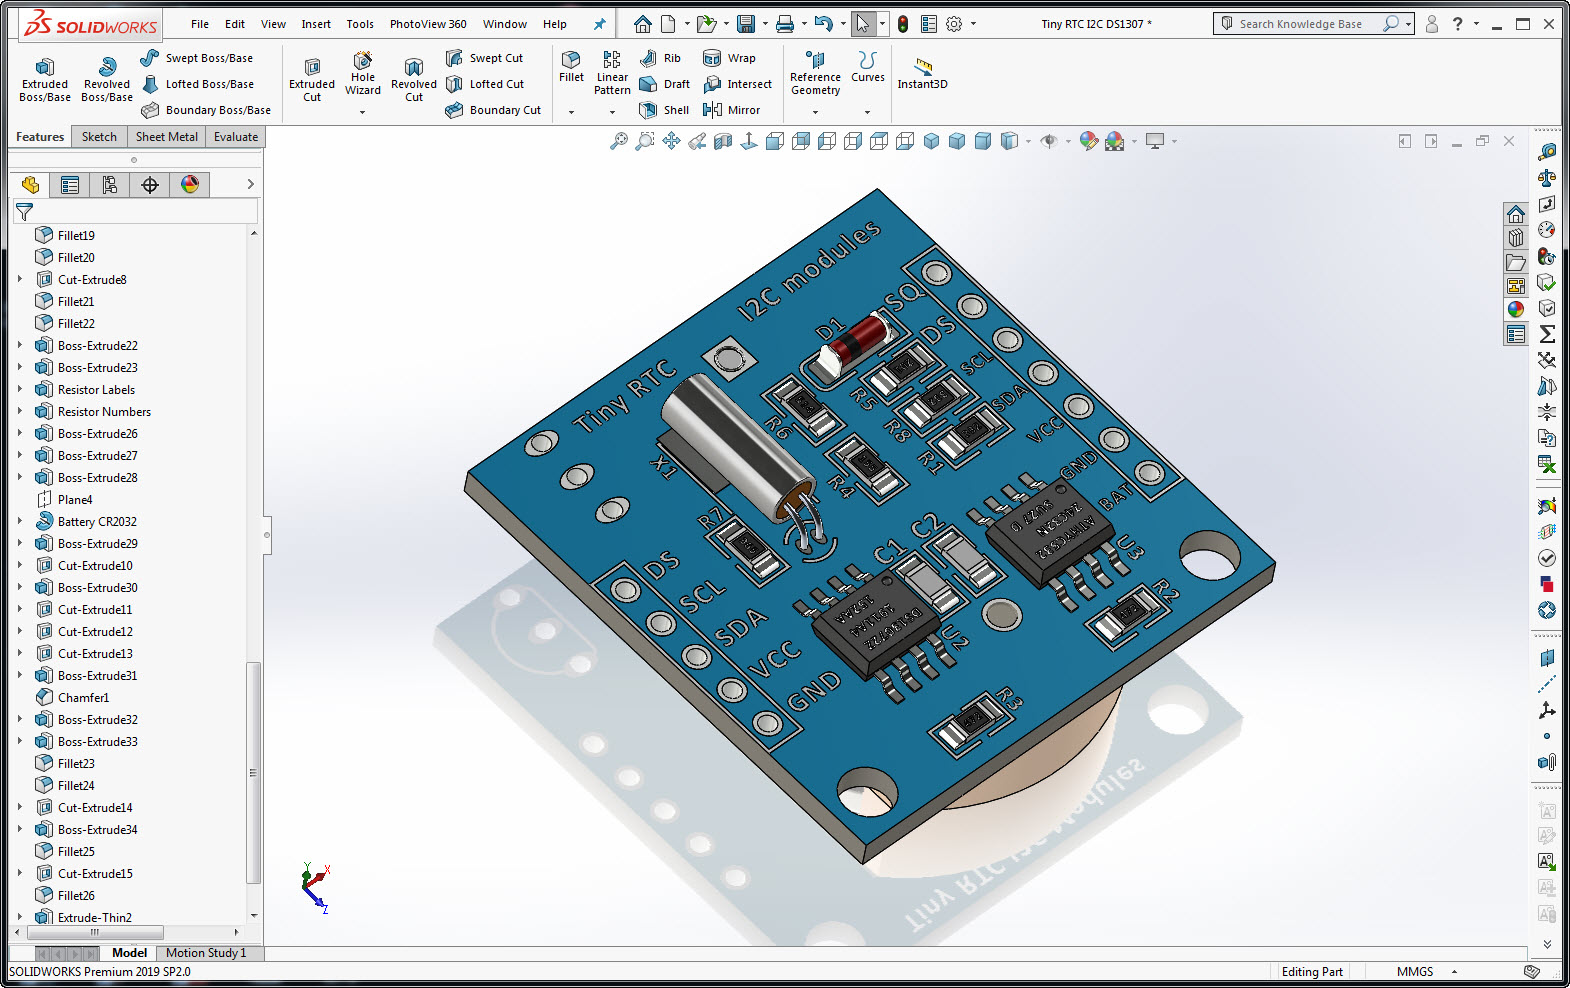 SOLIDWORKS
File Edit View Insert Tools PhotoView 360 Window Help
Tiny RTC I2C DS1307 *
Search Knowledge Base
Extruded Boss/Base
Revolved Boss/Base
Swept Boss/Base
Lofted Boss/Base
Boundary Boss/Base
Extruded Cut
Hole Wizard
Revolved Cut
Swept Cut
Lofted Cut
Boundary Cut
Fillet
Linear Pattern
Rib
Draft
Shell
Wrap
Intersect
Mirror
Reference Geometry
Curves
Instant3D
Features Sketch Sheet Metal Evaluate
Fillet19
Fillet20
Cut-Extrude8
Fillet21
Fillet22
Boss-Extrude22
Boss-Extrude23
Resistor Labels
Resistor Numbers
Boss-Extrude26
Boss-Extrude27
Boss-Extrude28
Plane4
Battery CR2032
Boss-Extrude29
Cut-Extrude10
Boss-Extrude30
Cut-Extrude11
Cut-Extrude12
Cut-Extrude13
Boss-Extrude31
Chamfer1
Boss-Extrude32
Boss-Extrude33
Fillet23
Fillet24
Cut-Extrude14
Boss-Extrude34
Fillet25
Cut-Extrude15
Fillet26
Extrude-Thin2
Tiny RTC I2C modules
SQ
DS
SCL
SDA
VCC
GND
BAT
D1
R5
R8
R1
R6
R4
X1
R7
C1
C2
U3
U2
R2
R3
DS
SCL
SDA
VCC
GND
ATMYC532
24C32N
SU27 D
DS1307Z
Tiny RTC I2C Modules
Y
X
Z
Model Motion Study 1
SOLIDWORKS Premium 2019 SP2.0
Editing Part
MMGS